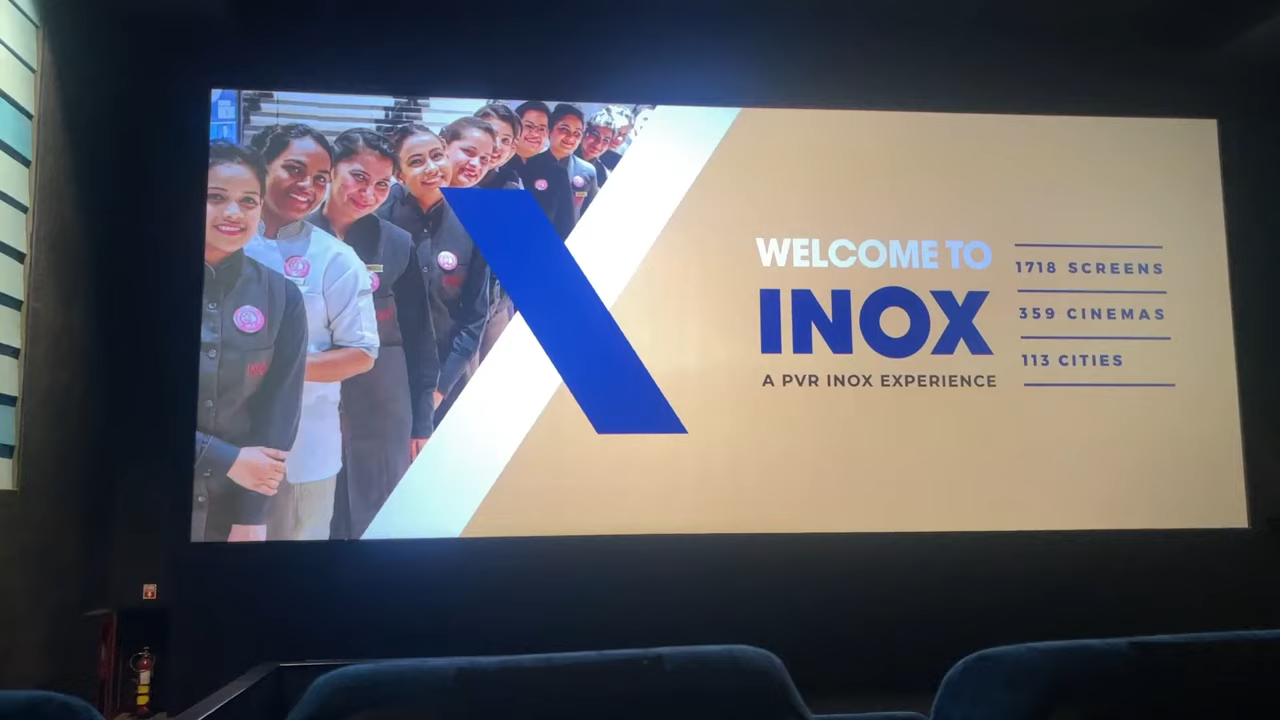 WELCOME TO
INOX
A PVR INOX EXPERIENCE
1718 SCREENS
359 CINEMAS
113 CITIES